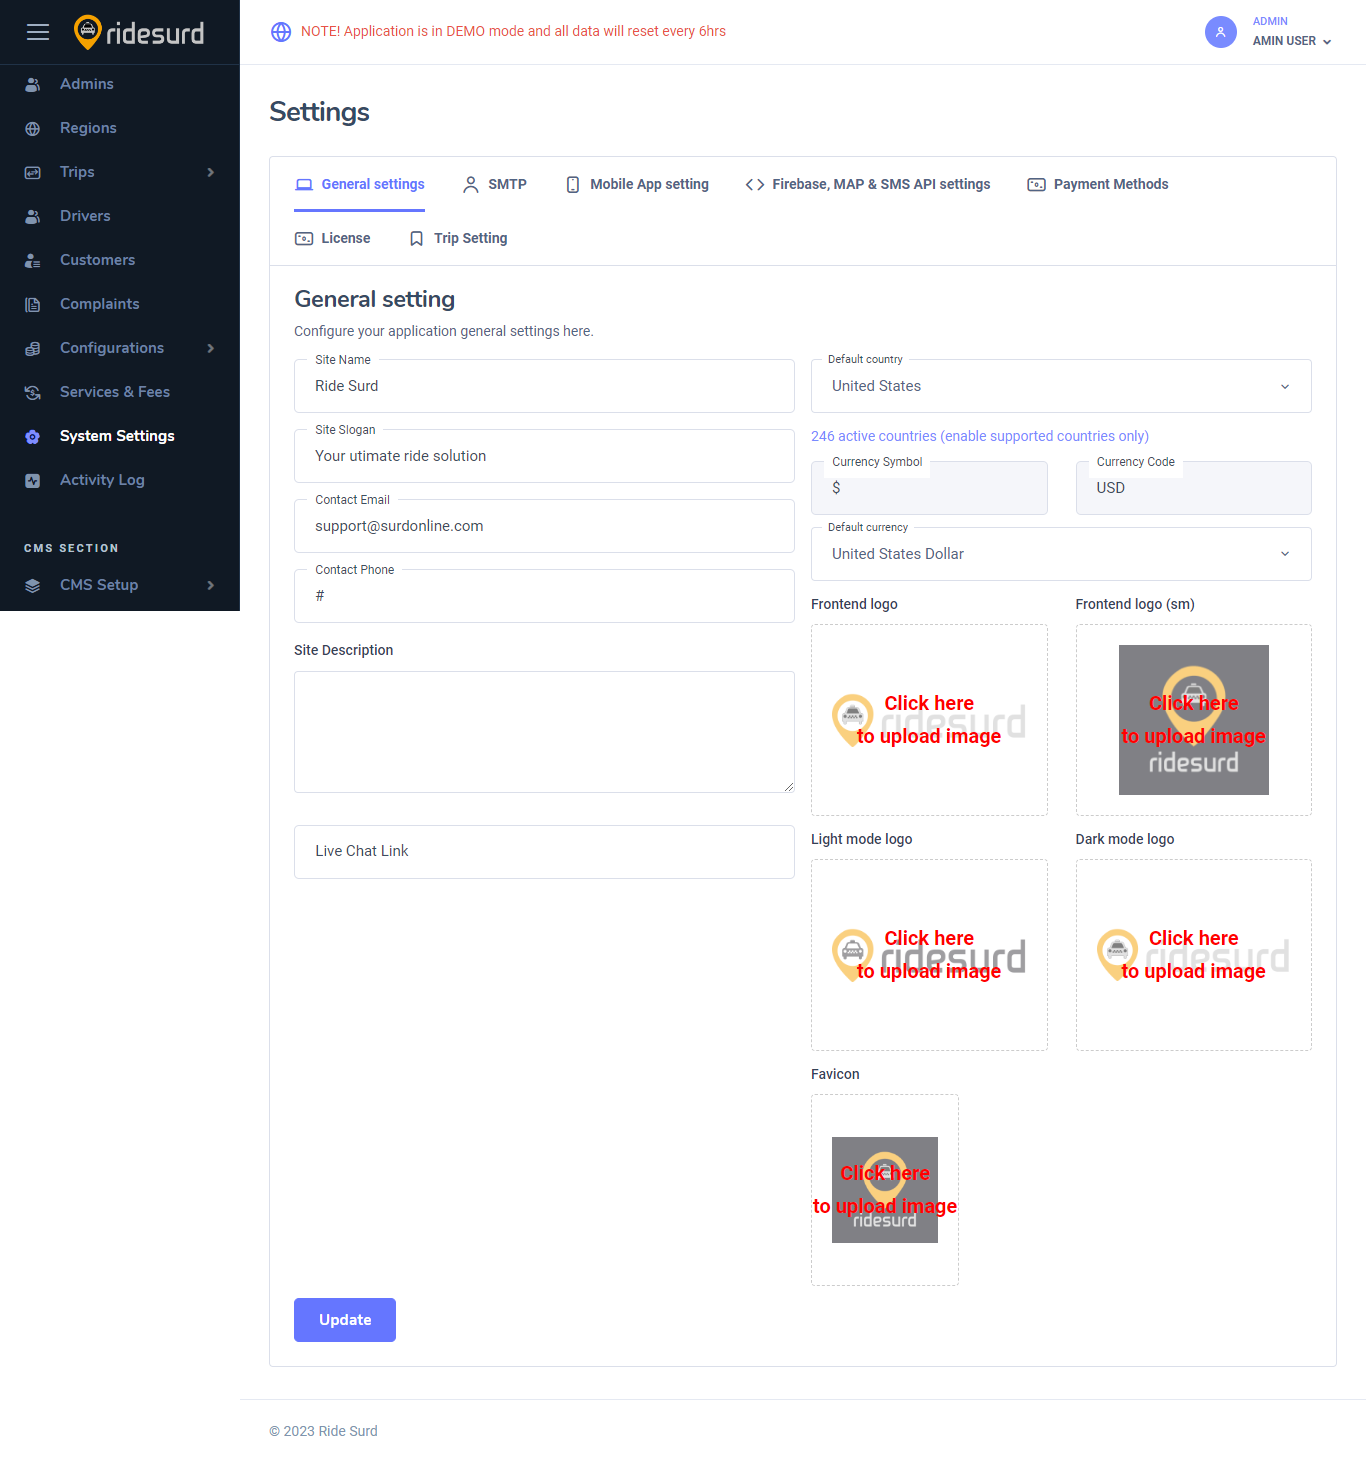 ridesurd
NOTE! Application is in DEMO mode and all data will reset every 6hrs
ADMIN
AMIN USER
Admins
Regions
Trips
Drivers
Customers
Complaints
Configurations
Services & Fees
System Settings
Activity Log
CMS SECTION
CMS Setup
Settings
General settings
SMTP
Mobile App setting
Firebase, MAP & SMS API settings
Payment Methods
License
Trip Setting
General setting
Configure your application general settings here.
Site Name
Ride Surd
Site Slogan
Your utimate ride solution
Contact Email
support@surdonline.com
Contact Phone
#
Site Description
Live Chat Link
Default country
United States
246 active countries (enable supported countries only)
Currency Symbol
$
Currency Code
USD
Default currency
United States Dollar
Frontend logo
ridesurd
Click here
to upload image
Frontend logo (sm)
Click here
to upload image
ridesurd
Light mode logo
ridesurd
Click here
to upload image
Dark mode logo
ridesurd
Click here
to upload image
Favicon
Click here
to upload image
ridesurd
Update
© 2023 Ride Surd